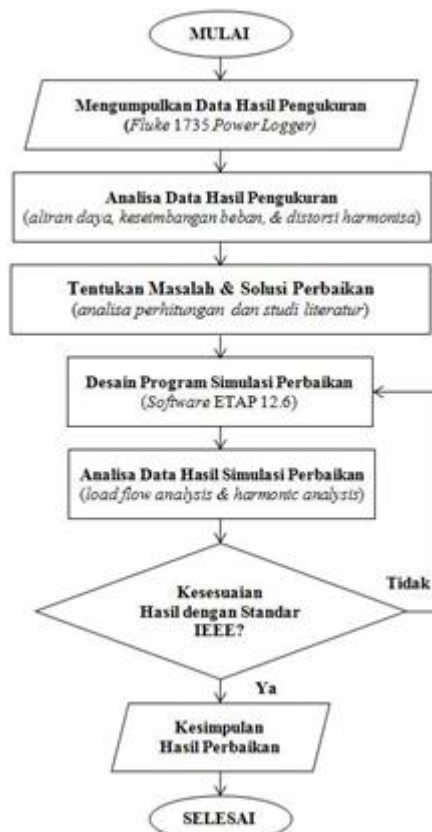 MULAI
Mengumpulkan Data Hasil Pengukuran
(Fluke 1735 Power Logger)
Analisa Data Hasil Pengukuran
(aliran daya, keseimbangan beban, & distorsi harmonisa)
Tentukan Masalah & Solusi Perbaikan
(analisa perhitungan dan studi literatur)
Desain Program Simulasi Perbaikan
(Software ETAP 12.6)
Analisa Data Hasil Simulasi Perbaikan
(load flow analysis & harmonic analysis)
Kesesuaian
Hasil dengan Standar
IEEE?
Tidak
Ya
Kesimpulan
Hasil Perbaikan
SELESAI